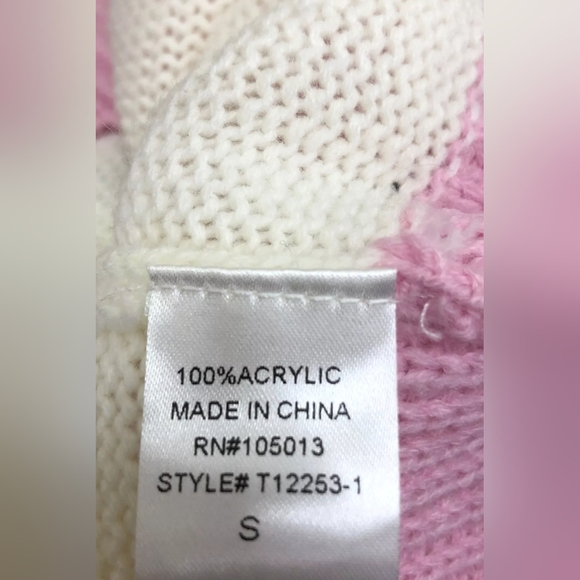 100%ACRYLIC
MADE IN CHINA
RN#105013
STYLE# T12253-1
S